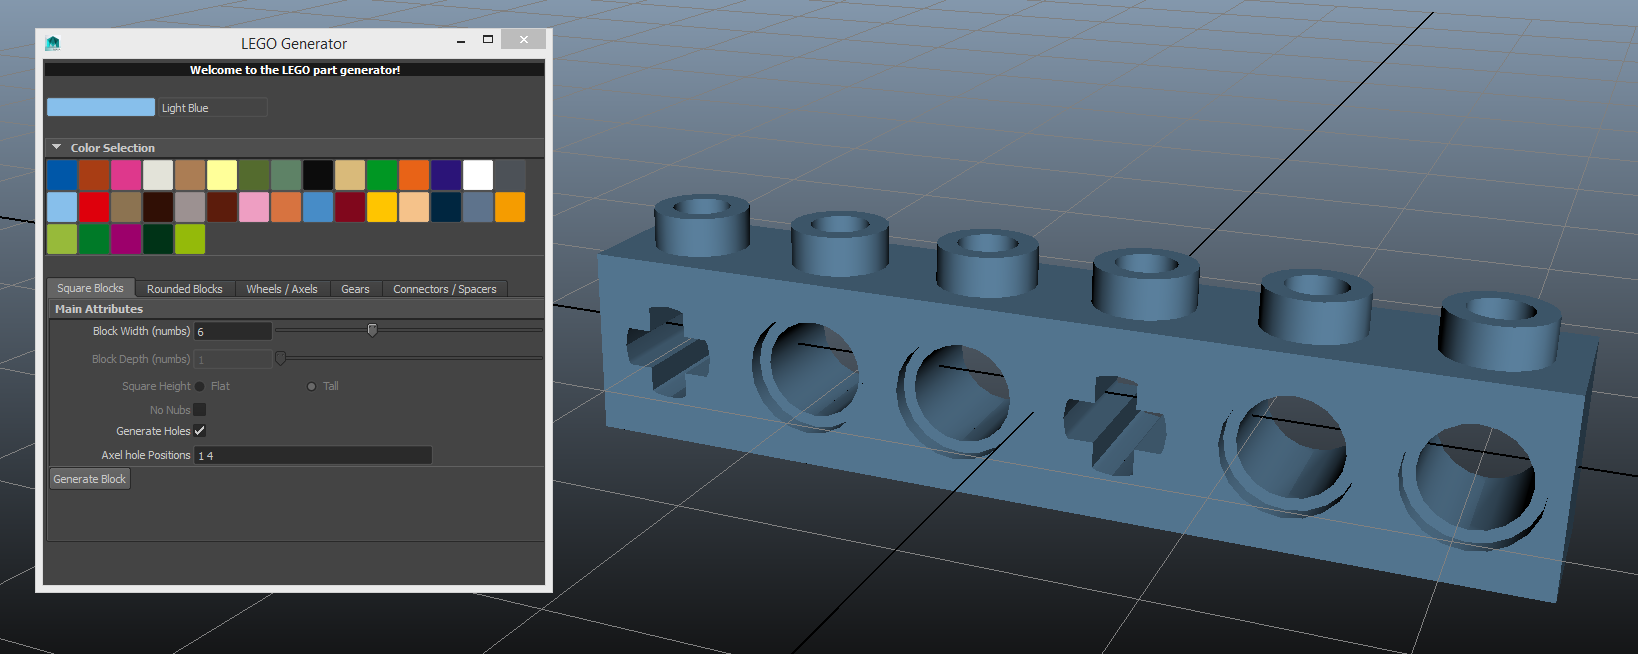 LEGO Generator
Welcome to the LEGO part generator!
Light Blue
Color Selection
Square Blocks Rounded Blocks Wheels / Axels Gears Connectors / Spacers
Main Attributes
Block Width (numbs) 6
Block Depth (numbs) 1
Square Height Flat Tall
No Nubs
Generate Holes
Axel hole Positions 1 4
Generate Block